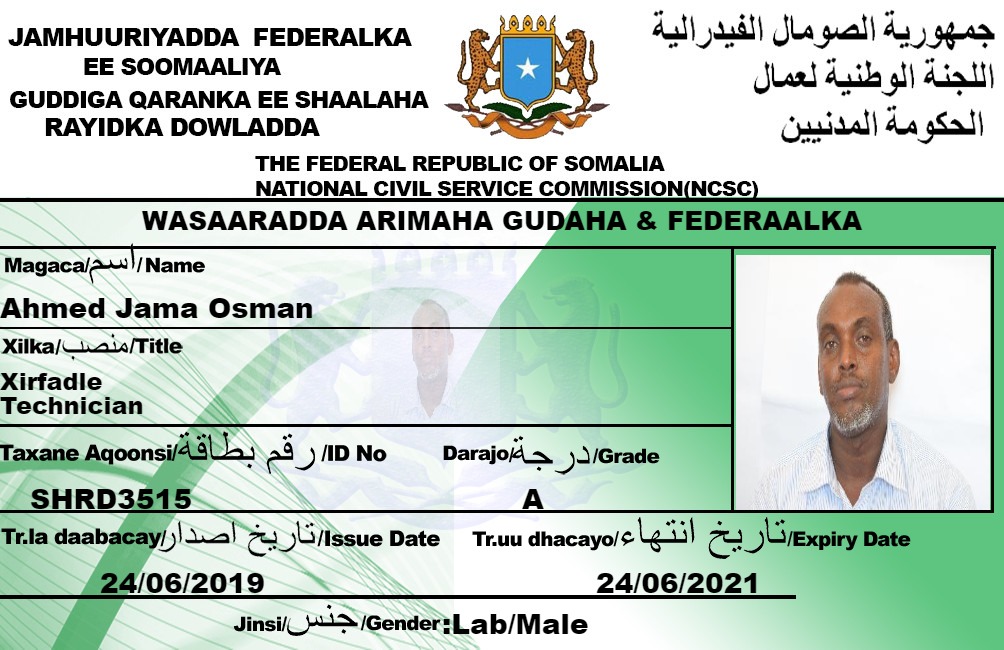 JAMHUURIYADDA FEDERALKA
EE SOOMAALIYA
GUDDIGA QARANKA EE SHAALAHA
RAYIDKA DOWLADDA
جمهورية الصومال الفيدرالية
اللجنة الوطنية لعمال
الحكومة المدنيين
THE FEDERAL REPUBLIC OF SOMALIA
NATIONAL CIVIL SERVICE COMMISSION(NCSC)
WASAARADDA ARIMAHA GUDAHA & FEDERAALKA
Magaca/اسم/Name
Ahmed Jama Osman
Xilka/منصب/Title
Xirfadle
Technician
Taxane Aqoonsi/رقم بطاقة/ID No
SHRD3515
Darajo/درجة/Grade
A
Tr.la daabacay/تاريخ اصدار/Issue Date
24/06/2019
Tr.uu dhacayo/تاريخ انتهاء/Expiry Date
24/06/2021
Jinsi/جنس/Gender:Lab/Male